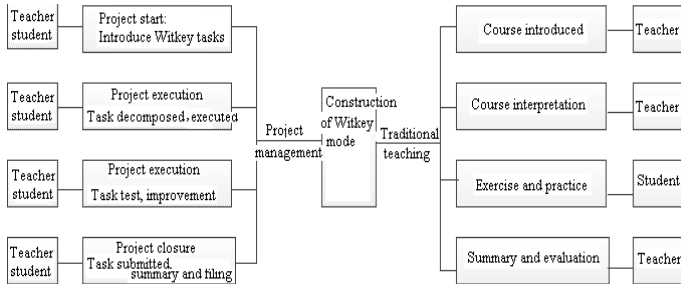 Teacher
student
Project start:
Introduce Witkey tasks
Teacher
student
Project execution
Task decomposed, executed
Teacher
student
Project execution
Task test, improvement
Teacher
student
Project closure
Task submitted,
summary and filing
Project
management
Construction
of Witkey
mode
Traditional
teaching
Course introduced
Teacher
Course interpretation
Teacher
Exercise and practice
Student
Summary and evaluation
Teacher